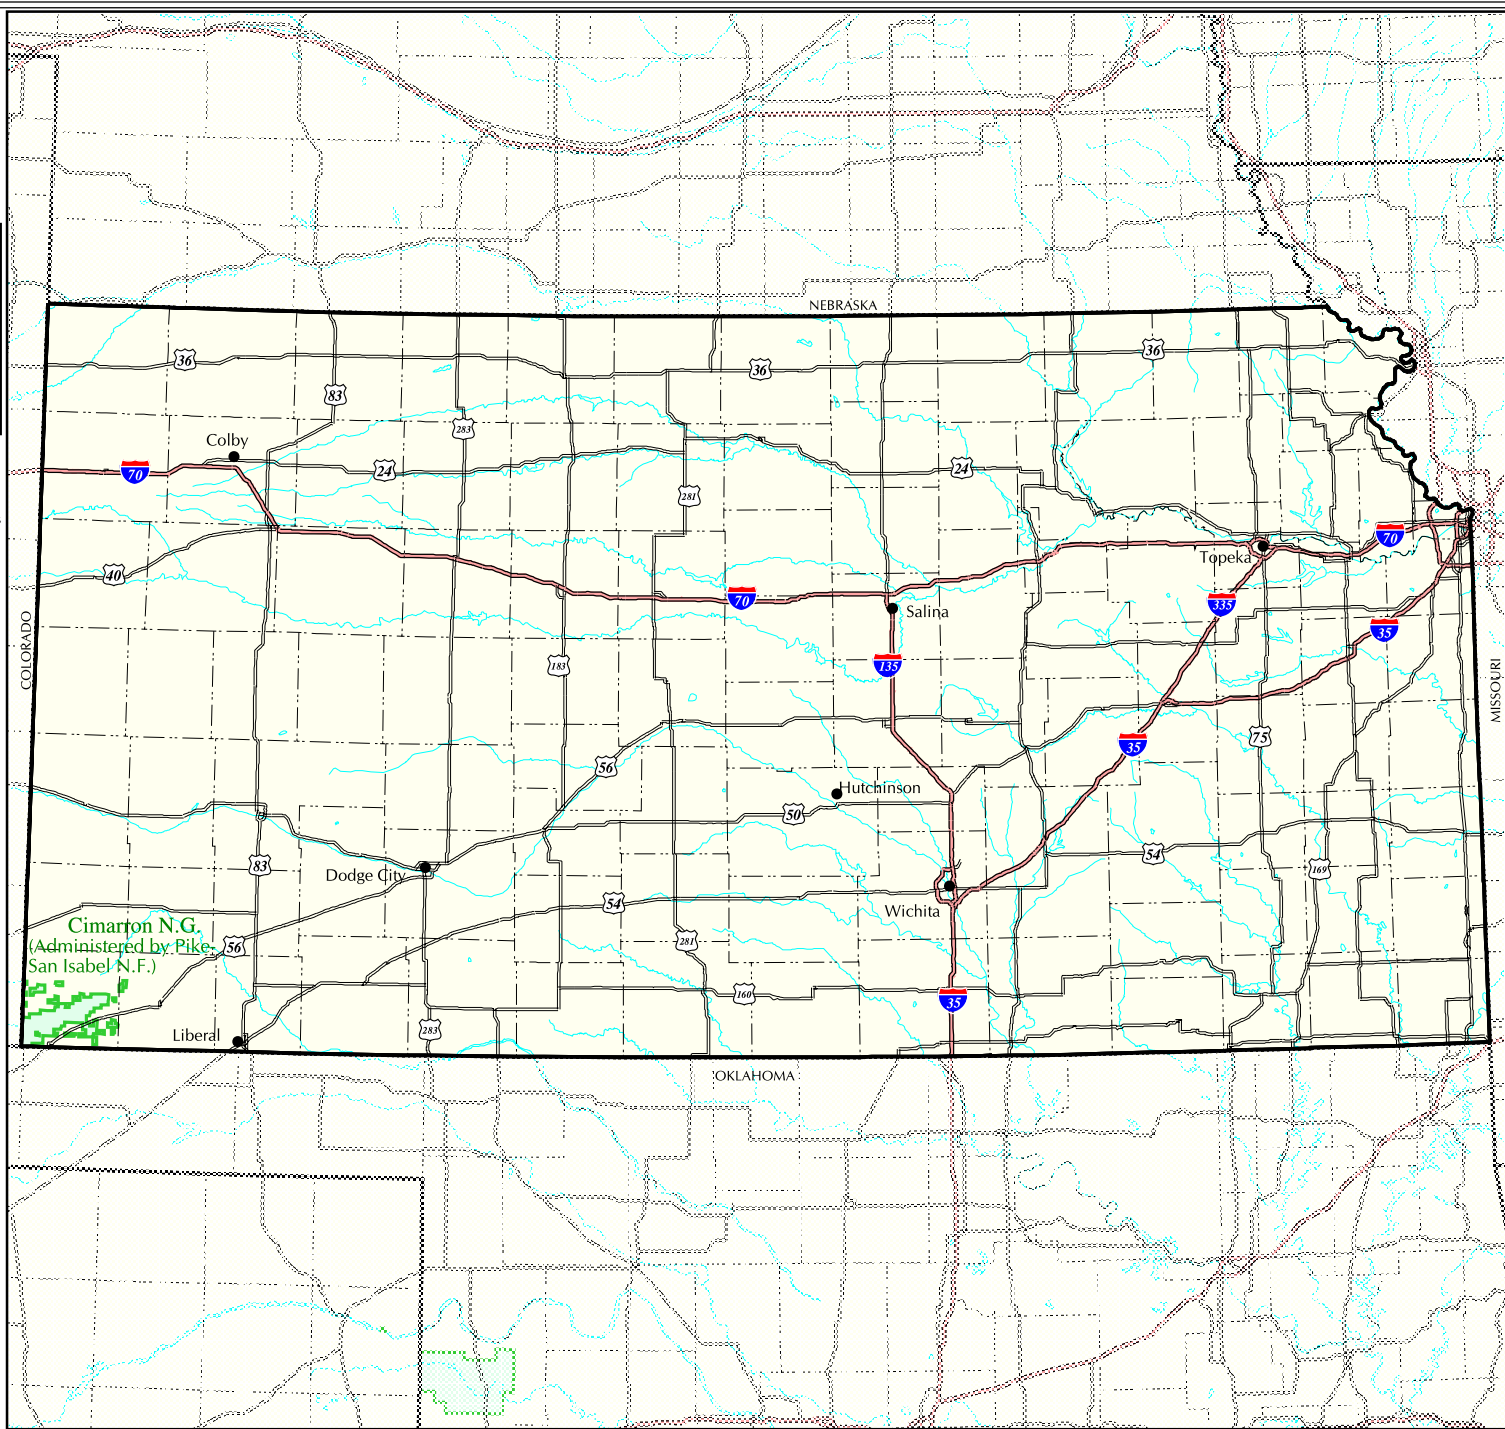 NEBRASKA
36
36
36
83
283
Colby
70
24
24
281
40
70
Topeka
70
335
Salina
35
COLORADO
183
135
MISSOURI
75
35
56
Hutchinson
50
54
169
83
Dodge City
54
Wichita
Cimarron N.G.
(Administered by Pike-
San Isabel N.F.)
56
281
160
35
Liberal
283
OKLAHOMA